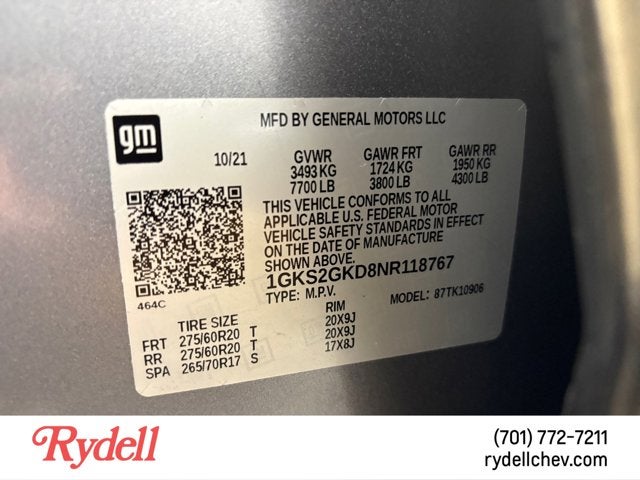 gm
MFD BY GENERAL MOTORS LLC
10/21 GVWR GAWR FRT GAWR RR
3493 KG 1724 KG 1950 KG
7700 LB 3800 LB 4300 LB
THIS VEHICLE CONFORMS TO ALL
APPLICABLE U.S. FEDERAL MOTOR
VEHICLE SAFETY STANDARDS IN EFFECT
ON THE DATE OF MANUFACTURE
SHOWN ABOVE.
1GKS2GKD8NR118767
464C
TYPE: M.P.V. MODEL: 87TK10906
TIRE SIZE RIM
FRT 275/60R20 T 20X9J
RR 275/60R20 T 20X9J
SPA 265/70R17 S 17X8J
Rydell
(701) 772-7211
rydellchev.com